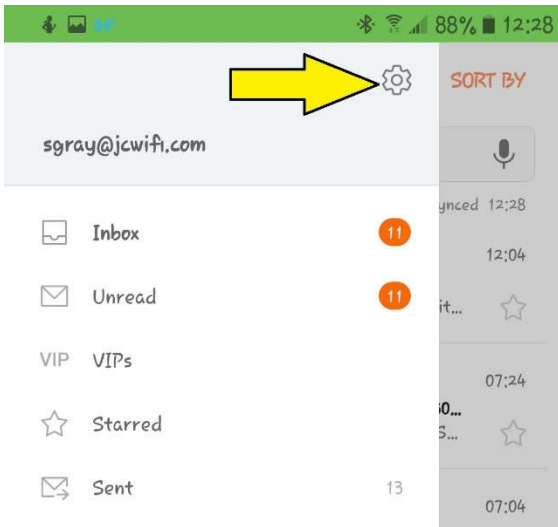 88% 12:28
SORT BY
sgray@jcwifi.com
ynced 12:28
Inbox 11
12:04
Unread 11
it...
VIP VIPs
07:24
Starred
o...
S...
Sent 13
07:04